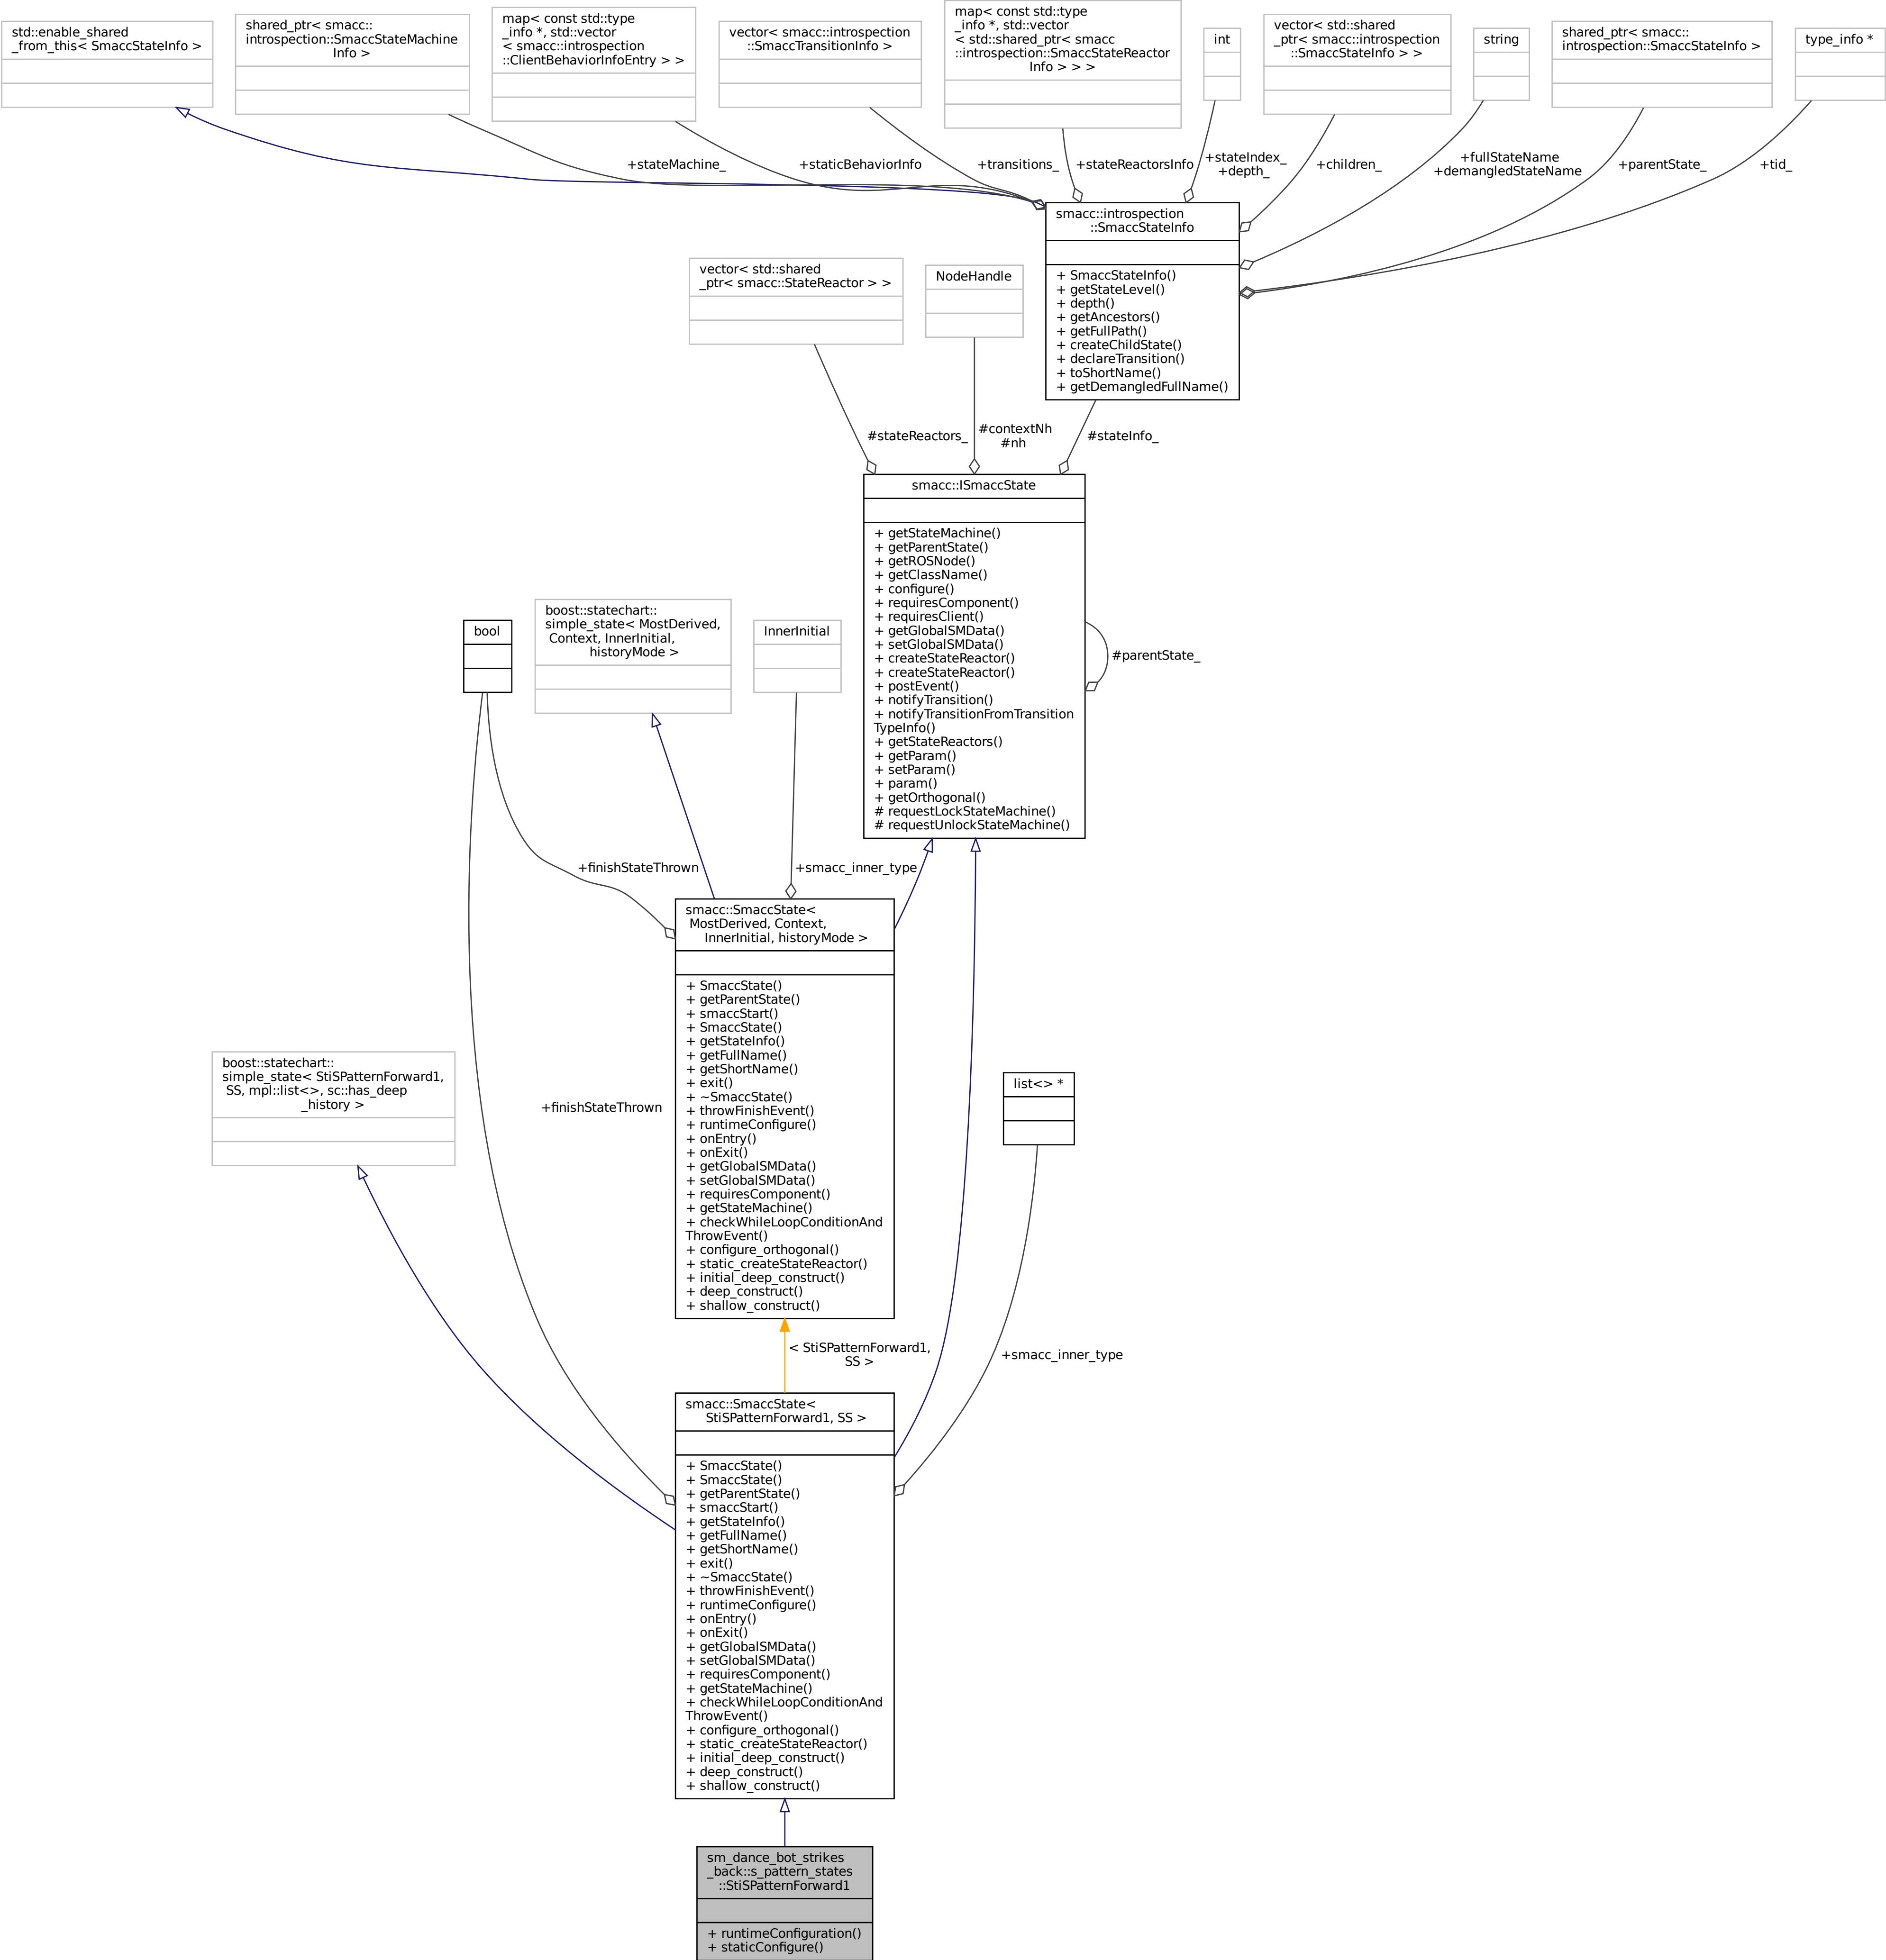 std::enable_shared
_from_this< SmaccStateInfo >
shared_ptr< smacc::
introspection::SmaccStateMachine
Info >
map< const std::type
_info *, std::vector
< smacc::introspection
::ClientBehaviorInfoEntry > >
vector< smacc::introspection
::SmaccTransitionInfo >
map< const std::type
_info *, std::vector
< std::shared_ptr< smacc
::introspection::SmaccStateReactor
Info > > >
int
vector< std::shared
_ptr< smacc::introspection
::SmaccStateInfo > >
string
shared_ptr< smacc::
introspection::SmaccStateInfo >
type_info *
+stateMachine_
+staticBehaviorInfo
+transitions_
+stateReactorsInfo
+stateIndex_
+depth_
+children_
+fullStateName
+demangledStateName
+parentState_
+tid_
smacc::introspection
::SmaccStateInfo
+ SmaccStateInfo()
+ getStateLevel()
+ depth()
+ getAncestors()
+ getFullPath()
+ createChildState()
+ declareTransition()
+ toShortName()
+ getDemangledFullName()
vector< std::shared
_ptr< smacc::StateReactor > >
NodeHandle
#stateReactors_
#contextNh
#nh
#stateInfo_
smacc::ISmaccState
+ getStateMachine()
+ getParentState()
+ getROSNode()
+ getClassName()
+ configure()
+ requiresComponent()
+ requiresClient()
+ getGlobalSMData()
+ setGlobalSMData()
+ createStateReactor()
+ createStateReactor()
+ postEvent()
+ notifyTransition()
+ notifyTransitionFromTransition
TypeInfo()
+ getStateReactors()
+ getParam()
+ setParam()
+ param()
+ getOrthogonal()
# requestLockStateMachine()
# requestUnlockStateMachine()
#parentState_
bool
boost::statechart::
simple_state< MostDerived,
Context, InnerInitial,
historyMode >
InnerInitial
+finishStateThrown
+smacc_inner_type
smacc::SmaccState<
MostDerived, Context,
InnerInitial, historyMode >
+ SmaccState()
+ getParentState()
+ smaccStart()
+ SmaccState()
+ getStateInfo()
+ getFullName()
+ getShortName()
+ exit()
+ ~SmaccState()
+ throwFinishEvent()
+ runtimeConfigure()
+ onEntry()
+ onExit()
+ getGlobalSMData()
+ setGlobalSMData()
+ requiresComponent()
+ getStateMachine()
+ checkWhileLoopConditionAnd
ThrowEvent()
+ configure_orthogonal()
+ static_createStateReactor()
+ initial_deep_construct()
+ deep_construct()
+ shallow_construct()
boost::statechart::
simple_state< StiSPatternForward1,
SS, mpl::list<>, sc::has_deep
_history >
+finishStateThrown
list<> *
< StiSPatternForward1,
SS >
+smacc_inner_type
smacc::SmaccState<
StiSPatternForward1, SS >
+ SmaccState()
+ SmaccState()
+ getParentState()
+ smaccStart()
+ getStateInfo()
+ getFullName()
+ getShortName()
+ exit()
+ ~SmaccState()
+ throwFinishEvent()
+ runtimeConfigure()
+ onEntry()
+ onExit()
+ getGlobalSMData()
+ setGlobalSMData()
+ requiresComponent()
+ getStateMachine()
+ checkWhileLoopConditionAnd
ThrowEvent()
+ configure_orthogonal()
+ static_createStateReactor()
+ initial_deep_construct()
+ deep_construct()
+ shallow_construct()
sm_dance_bot_strikes
_back::s_pattern_states
::StiSPatternForward1
+ runtimeConfiguration()
+ staticConfigure()